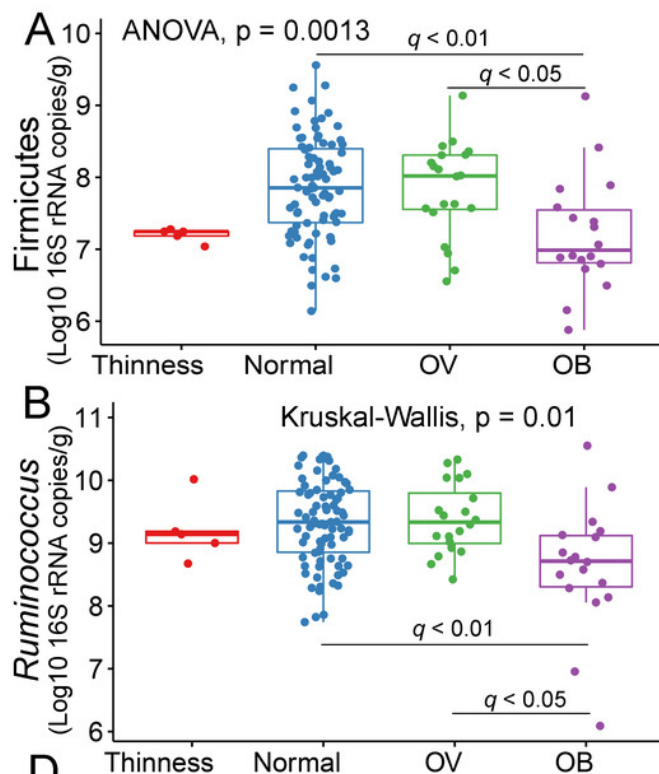 A
ANOVA, p = 0.0013
q < 0.01
q < 0.05
Firmicutes
(Log10 16S rRNA copies/g)
10
9
8
7
6
Thinness Normal OV OB
B
Kruskal-Wallis, p = 0.01
Ruminococcus
(Log10 16S rRNA copies/g)
11
10
9
8
7
6
q < 0.01
q < 0.05
Thinness Normal OV OB
D